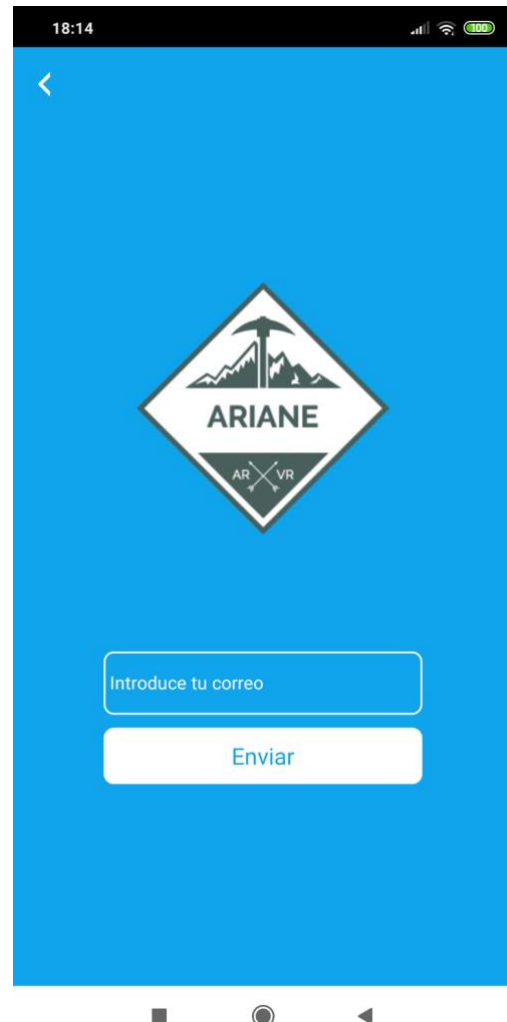 18:14
100
ARIANE
AR VR
Introduce tu correo
Enviar